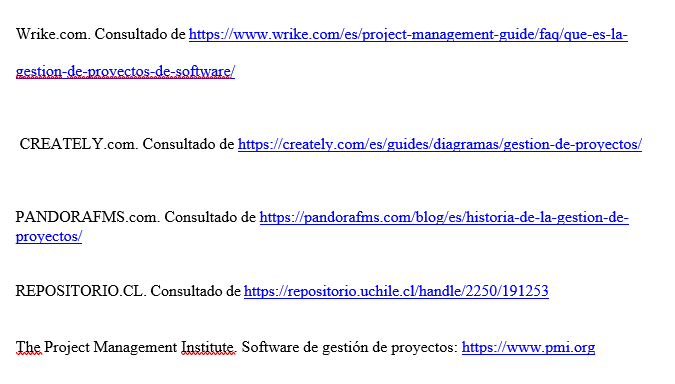 Wrike.com. Consultado de https://www.wrike.com/es/project-management-guide/faq/que-es-la-
gestion-de-proyectos-de-software/
CREATELY.com. Consultado de https://creately.com/es/guides/diagramas/gestion-de-proyectos/
PANDORAFMS.com. Consultado de https://pandorafms.com/blog/es/historia-de-la-gestion-de-
proyectos/
REPOSITORIO.CL. Consultado de https://repositorio.uchile.cl/handle/2250/191253
The Project Management Institute. Software de gestión de proyectos: https://www.pmi.org